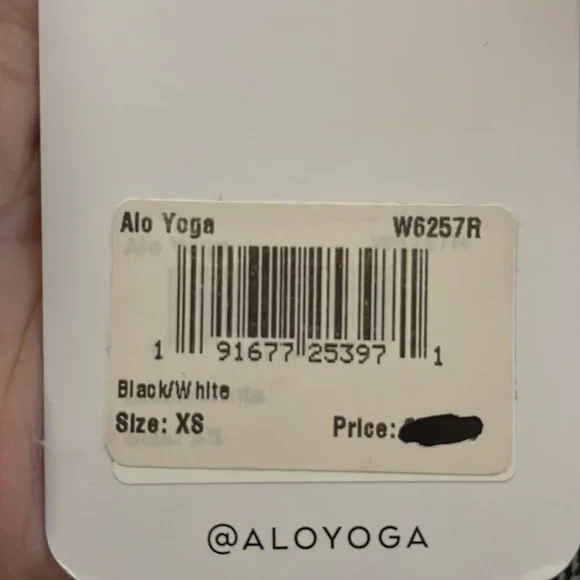 Alo Yoga W6257R
1 91677 25397 1
Black/White
Size: XS Price:
@ALOYOGA